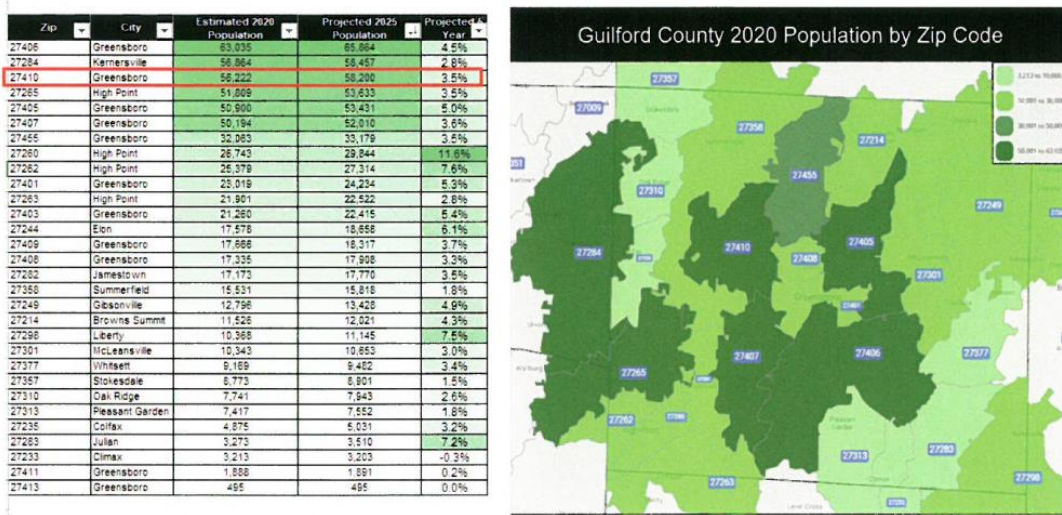 Zip City Estimated 2020 Population Projected 2025 Population Projected 5 Year
27406 Greensboro 63,035 65,864 4.5%
27284 Kernersville 56,864 58,457 2.8%
27410 Greensboro 56,222 58,200 3.5%
27265 High Point 51,809 53,633 3.5%
27405 Greensboro 50,900 53,431 5.0%
27407 Greensboro 50,194 52,010 3.6%
27455 Greensboro 32,063 33,179 3.5%
27260 High Point 26,743 29,844 11.6%
27262 High Point 25,379 27,314 7.6%
27401 Greensboro 23,019 24,234 5.3%
27263 High Point 21,901 22,522 2.8%
27403 Greensboro 21,260 22,415 5.4%
27244 Elon 17,578 18,658 6.1%
27409 Greensboro 17,666 18,317 3.7%
27408 Greensboro 17,335 17,908 3.3%
27282 Jamestown 17,173 17,770 3.5%
27358 Summerfield 15,531 15,818 1.8%
27249 Gibsonville 12,796 13,428 4.9%
27214 Browns Summit 11,526 12,021 4.3%
27298 Liberty 10,368 11,145 7.5%
27301 McLeansville 10,343 10,653 3.0%
27377 Whitsett 9,169 9,482 3.4%
27357 Stokesdale 8,773 8,901 1.5%
27310 Oak Ridge 7,741 7,943 2.6%
27313 Pleasant Garden 7,417 7,552 1.8%
27235 Colfax 4,875 5,031 3.2%
27283 Julian 3,273 3,510 7.2%
27233 Climax 3,213 3,203 -0.3%
27411 Greensboro 1,888 1,891 0.2%
27413 Greensboro 495 495 0.0%
Guilford County 2020 Population by Zip Code
27357
27009
27358
27214
27455
27310
27249
27284
27410
27405
27408
27301
27401
27407
27406
27377
27265
27262
Pleasant Garden
27313
27283
27263
27298